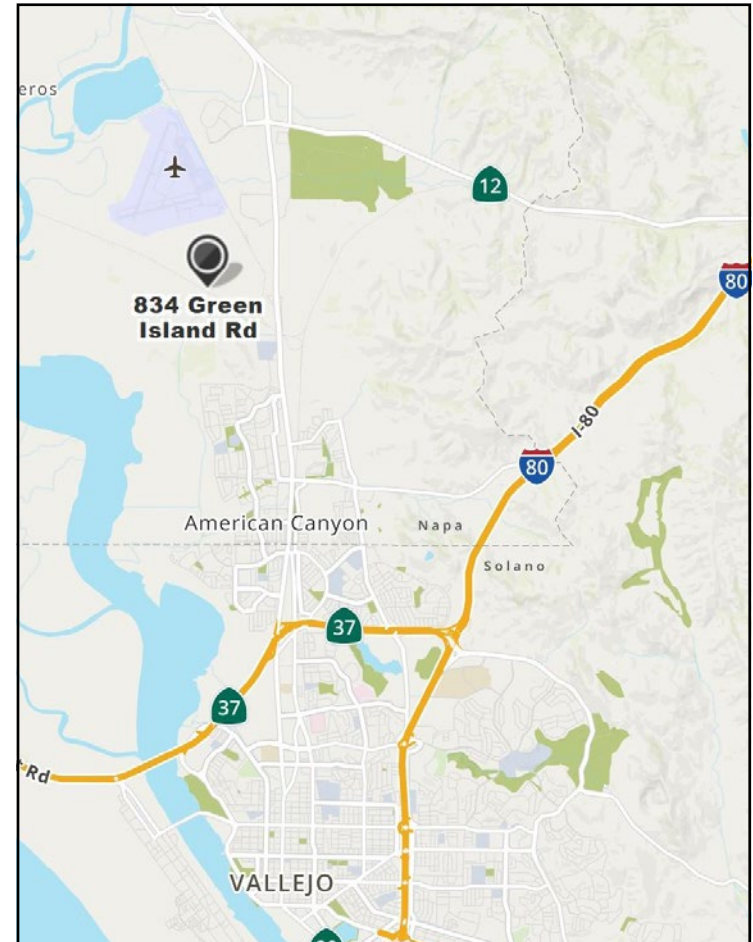 eros
12
80
834 Green
Island Rd
I-80
80
American Canyon
Napa
Solano
37
37
Rd
VALLEJO